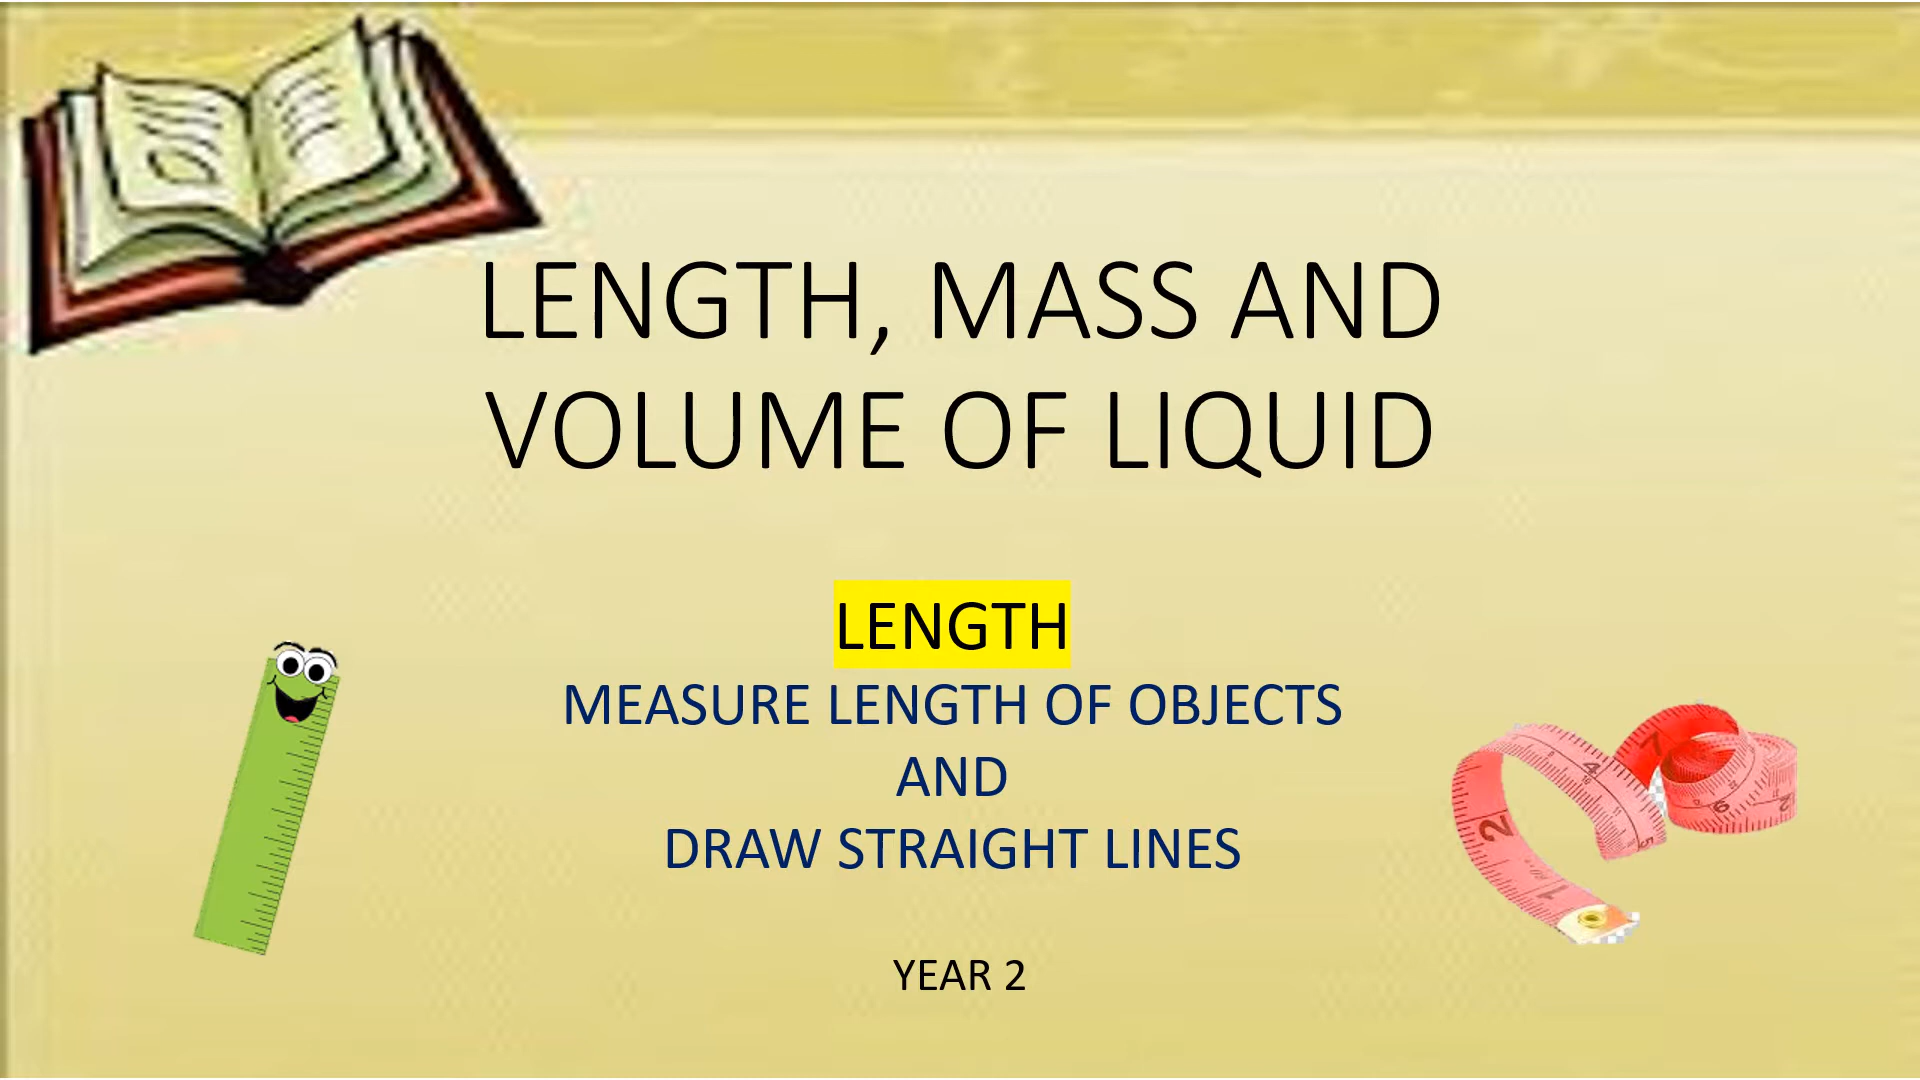 LENGTH, MASS AND
VOLUME OF LIQUID
LENGTH
MEASURE LENGTH OF OBJECTS
AND
DRAW STRAIGHT LINES
YEAR 2